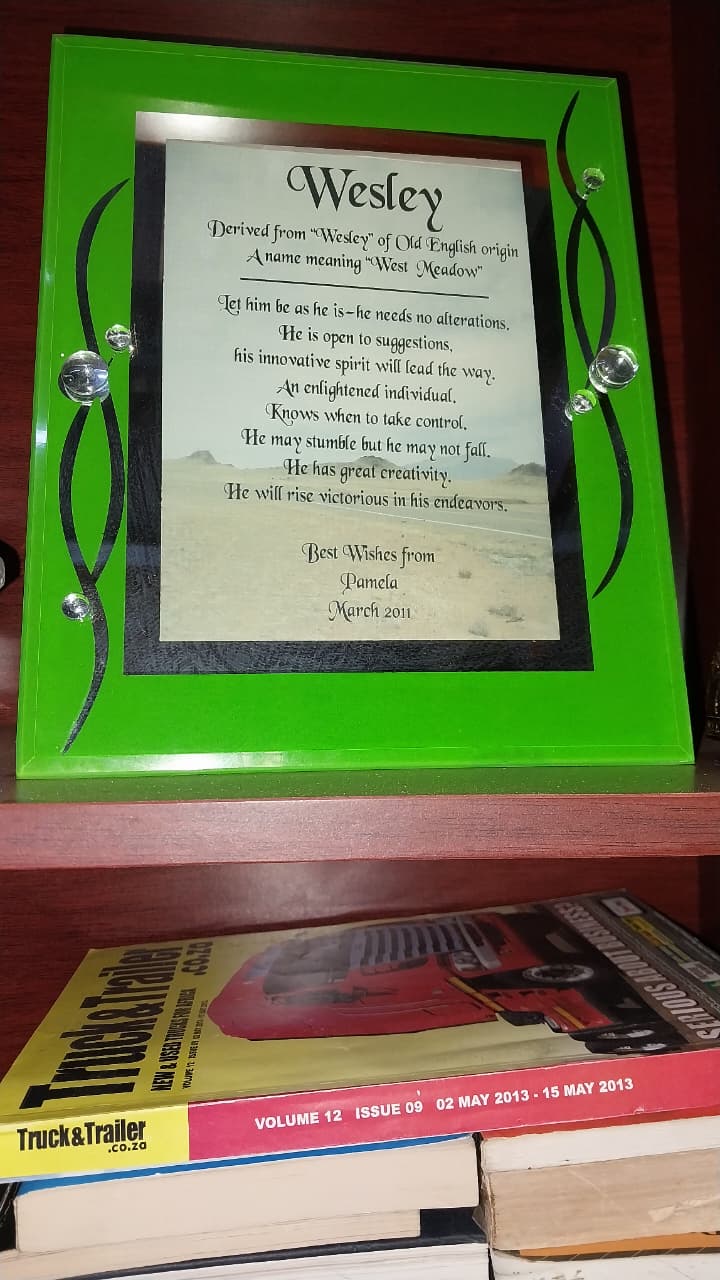 Wesley
Derived from “Wesley” of Old English origin
A name meaning “West Meadow”
Let him be as he is–he needs no alterations.
He is open to suggestions,
his innovative spirit will lead the way.
An enlightened individual,
Knows when to take control,
He may stumble but he may not fall.
He has great creativity.
He will rise victorious in his endeavors.
Best Wishes from
Pamela
March 2011
Truck&Trailer
.co.za
NEW & USED TRUCKS FOR AFRICA
SERIOUS ABOUT BUSINESS
Truck&Trailer
.co.za
VOLUME 12 ISSUE 09 02 MAY 2013 - 15 MAY 2013